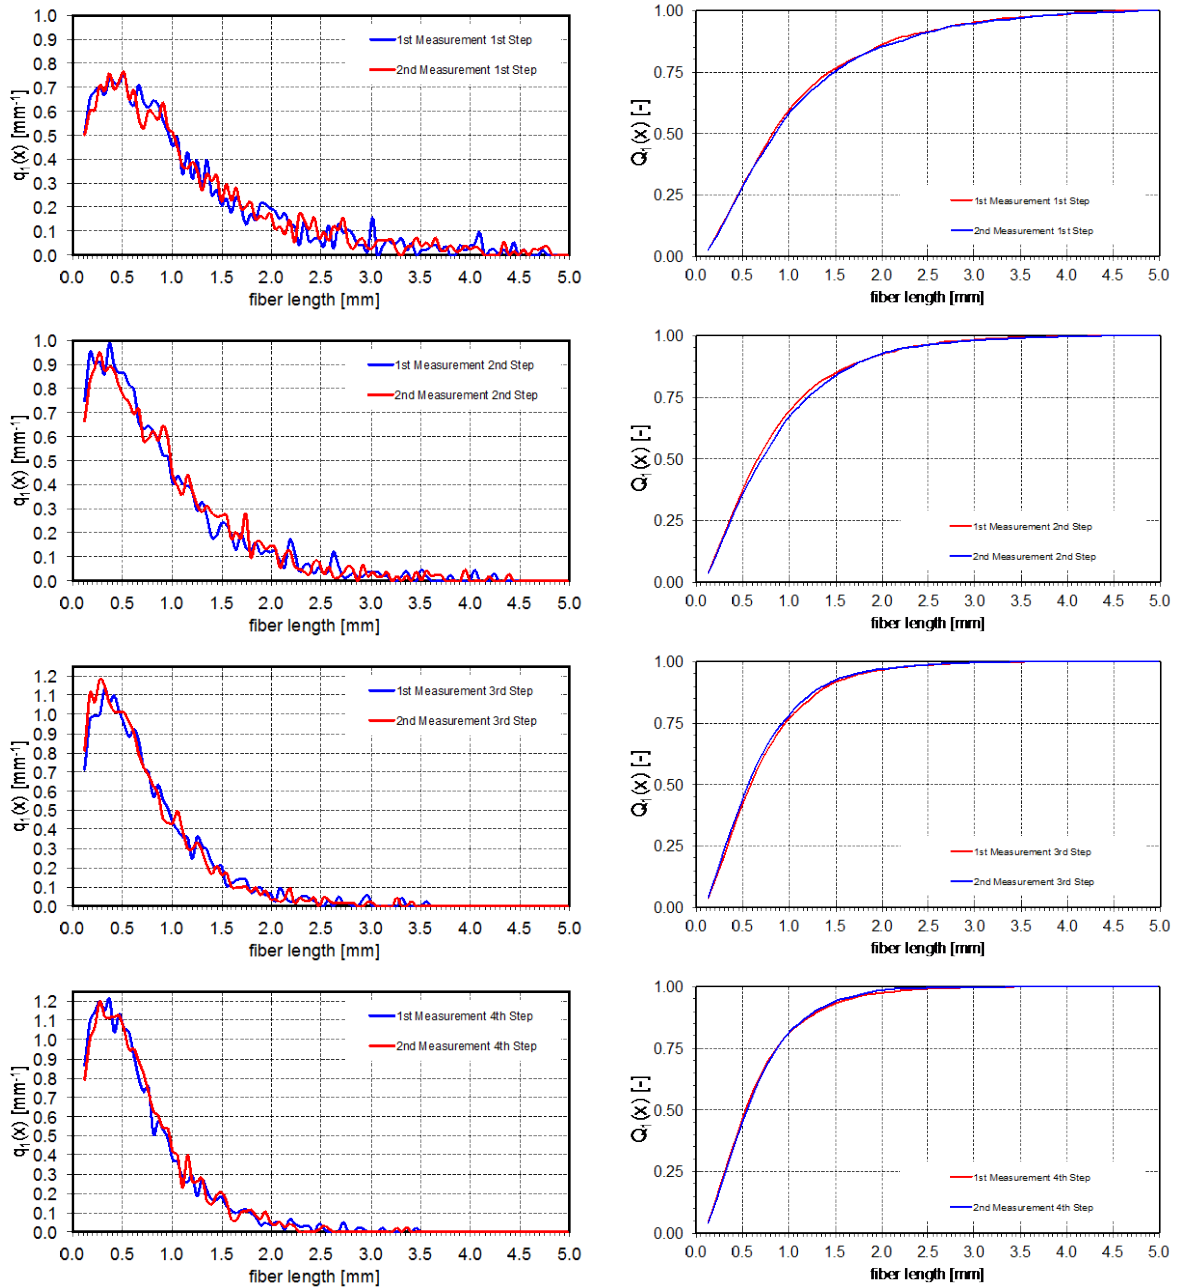 1.0
0.9
0.8
0.7
0.6
0.5
0.4
0.3
0.2
0.1
0.0
q₁(x) [mm⁻¹]
1st Measurement 1st Step
2nd Measurement 1st Step
0.0 0.5 1.0 1.5 2.0 2.5 3.0 3.5 4.0 4.5 5.0
fiber length [mm]
1.00
0.75
0.50
0.25
0.00
Q₁(x) [-]
1st Measurement 1st Step
2nd Measurement 1st Step
0.0 0.5 1.0 1.5 2.0 2.5 3.0 3.5 4.0 4.5 5.0
fiber length [mm]
1.0
0.9
0.8
0.7
0.6
0.5
0.4
0.3
0.2
0.1
0.0
q₁(x) [mm⁻¹]
1st Measurement 2nd Step
2nd Measurement 2nd Step
0.0 0.5 1.0 1.5 2.0 2.5 3.0 3.5 4.0 4.5 5.0
fiber length [mm]
1.00
0.75
0.50
0.25
0.00
Q₁(x) [-]
1st Measurement 2nd Step
2nd Measurement 2nd Step
0.0 0.5 1.0 1.5 2.0 2.5 3.0 3.5 4.0 4.5 5.0
fiber length [mm]
1.2
1.1
1.0
0.9
0.8
0.7
0.6
0.5
0.4
0.3
0.2
0.1
0.0
q₁(x) [mm⁻¹]
1st Measurement 3rd Step
2nd Measurement 3rd Step
0.0 0.5 1.0 1.5 2.0 2.5 3.0 3.5 4.0 4.5 5.0
fiber length [mm]
1.00
0.75
0.50
0.25
0.00
Q₁(x) [-]
1st Measurement 3rd Step
2nd Measurement 3rd Step
0.0 0.5 1.0 1.5 2.0 2.5 3.0 3.5 4.0 4.5 5.0
fiber length [mm]
1.2
1.1
1.0
0.9
0.8
0.7
0.6
0.5
0.4
0.3
0.2
0.1
0.0
q₁(x) [mm⁻¹]
1st Measurement 4th Step
2nd Measurement 4th Step
0.0 0.5 1.0 1.5 2.0 2.5 3.0 3.5 4.0 4.5 5.0
fiber length [mm]
1.00
0.75
0.50
0.25
0.00
Q₁(x) [-]
1st Measurement 4th Step
2nd Measurement 4th Step
0.0 0.5 1.0 1.5 2.0 2.5 3.0 3.5 4.0 4.5 5.0
fiber length [mm]